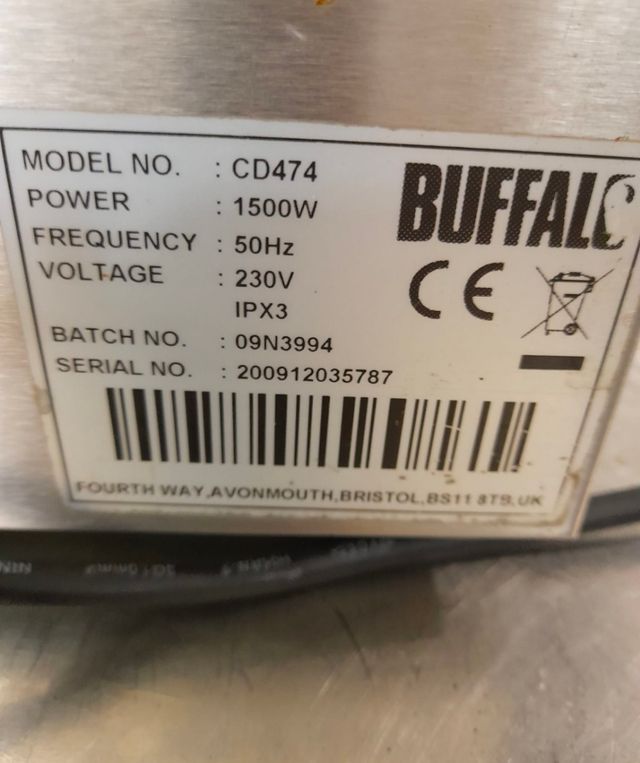 MODEL NO. : CD474
BUFFALO
POWER : 1500W
FREQUENCY : 50Hz
VOLTAGE : 230V
CE
IPX3
BATCH NO. : 09N3994
SERIAL NO. : 200912035787
FOURTH WAY,AVONMOUTH,BRISTOL,BS11 8TB,UK